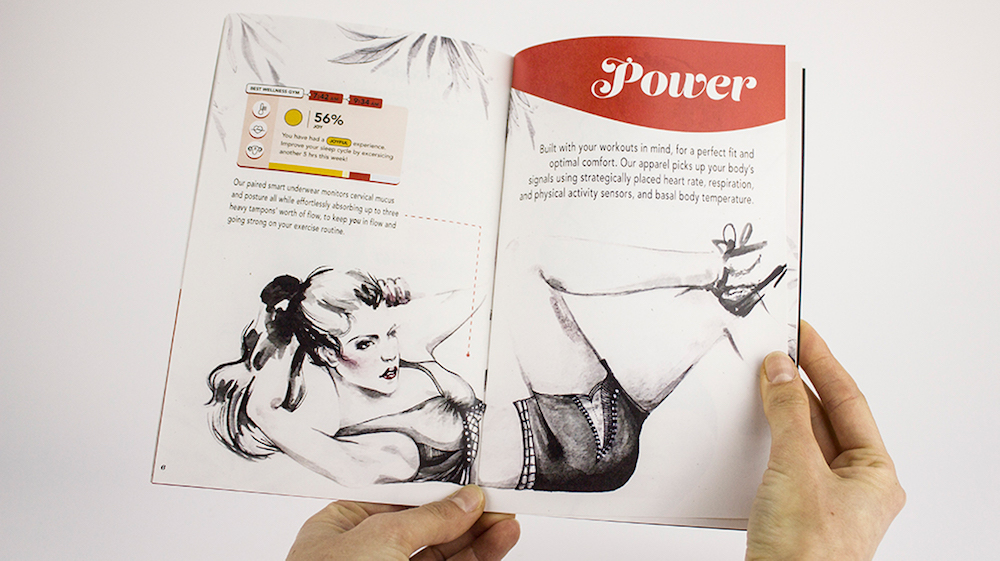 BEST WELLNESS GYM
56%
JOY
You have had a JOYFUL experience.
Improve your sleep cycle by excersizing
another 5 hrs this week!
Our paired smart underwear monitors cervical mucus
and posture all while effortlessly absorbing up to three
heavy tampons' worth of flow, to keep you in flow and
going strong on your exercise routine.
6
Power
Built with your workouts in mind, for a perfect fit and
optimal comfort. Our apparel picks up your body's
signals using strategically placed heart rate, respiration,
and physical activity sensors, and basal body temperature.